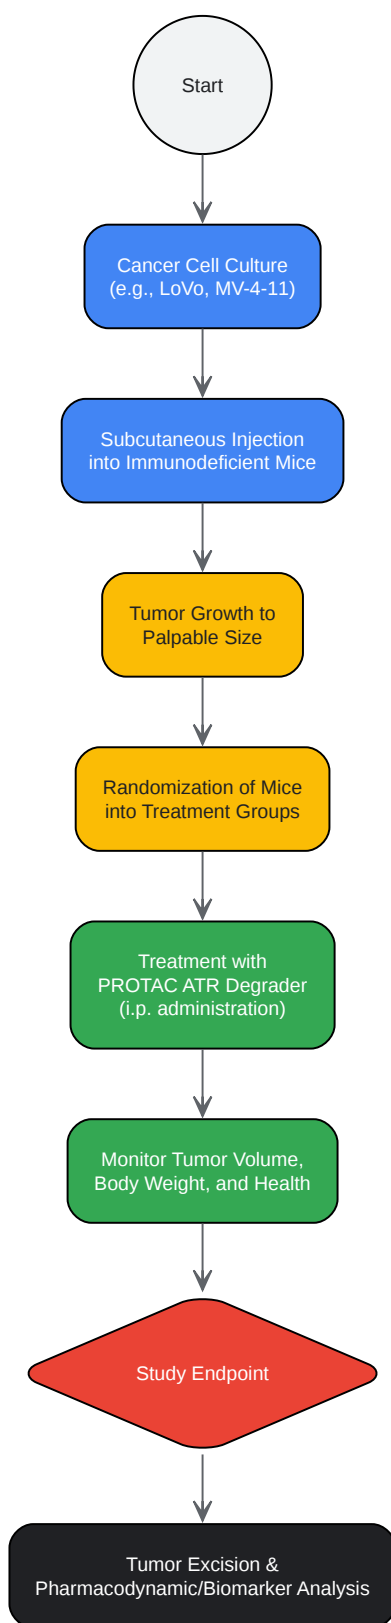 Start
Cancer Cell Culture
(e.g., LoVo, MV-4-11)
Subcutaneous Injection
into Immunodeficient Mice
Tumor Growth to
Palpable Size
Randomization of Mice
into Treatment Groups
Treatment with
PROTAC ATR Degrader
(i.p. administration)
Monitor Tumor Volume,
Body Weight, and Health
Study Endpoint
Tumor Excision &
Pharmacodynamic/Biomarker Analysis